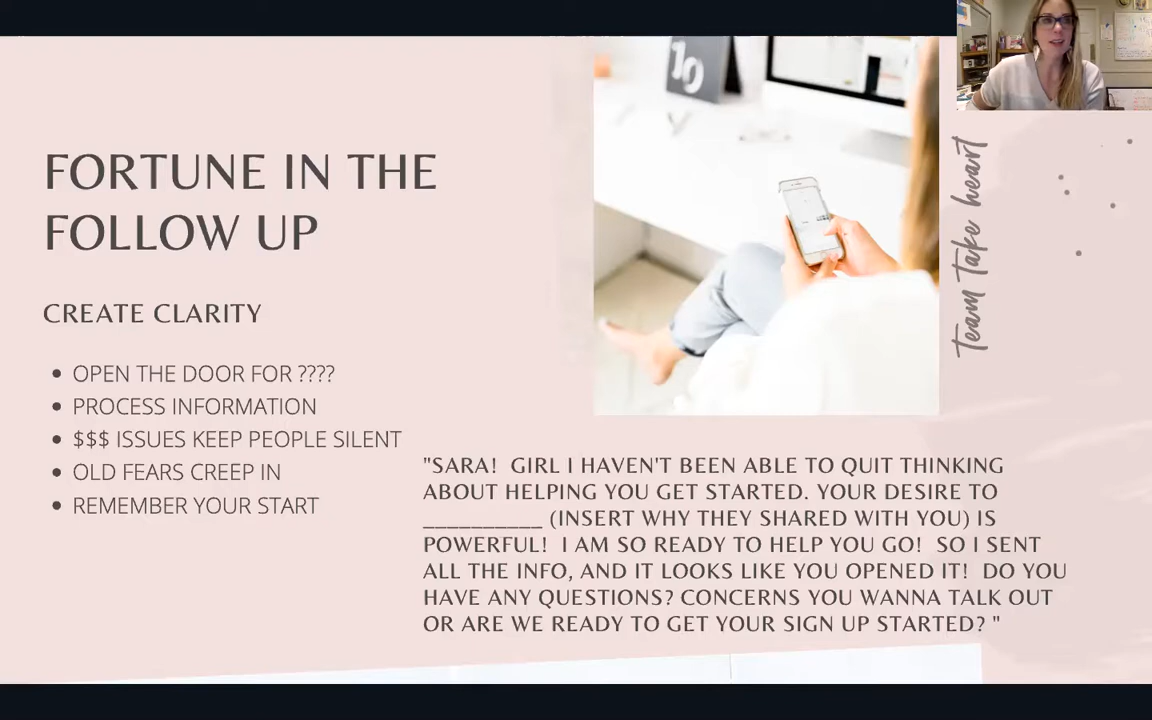 FORTUNE IN THE
FOLLOW UP
CREATE CLARITY
OPEN THE DOOR FOR ????
PROCESS INFORMATION
$$$ ISSUES KEEP PEOPLE SILENT
OLD FEARS CREEP IN
REMEMBER YOUR START
10
team take heart
"SARA! GIRL I HAVEN'T BEEN ABLE TO QUIT THINKING
ABOUT HELPING YOU GET STARTED. YOUR DESIRE TO
__________ (INSERT WHY THEY SHARED WITH YOU) IS
POWERFUL! I AM SO READY TO HELP YOU GO! SO I SENT
ALL THE INFO, AND IT LOOKS LIKE YOU OPENED IT! DO YOU
HAVE ANY QUESTIONS? CONCERNS YOU WANNA TALK OUT
OR ARE WE READY TO GET YOUR SIGN UP STARTED? "